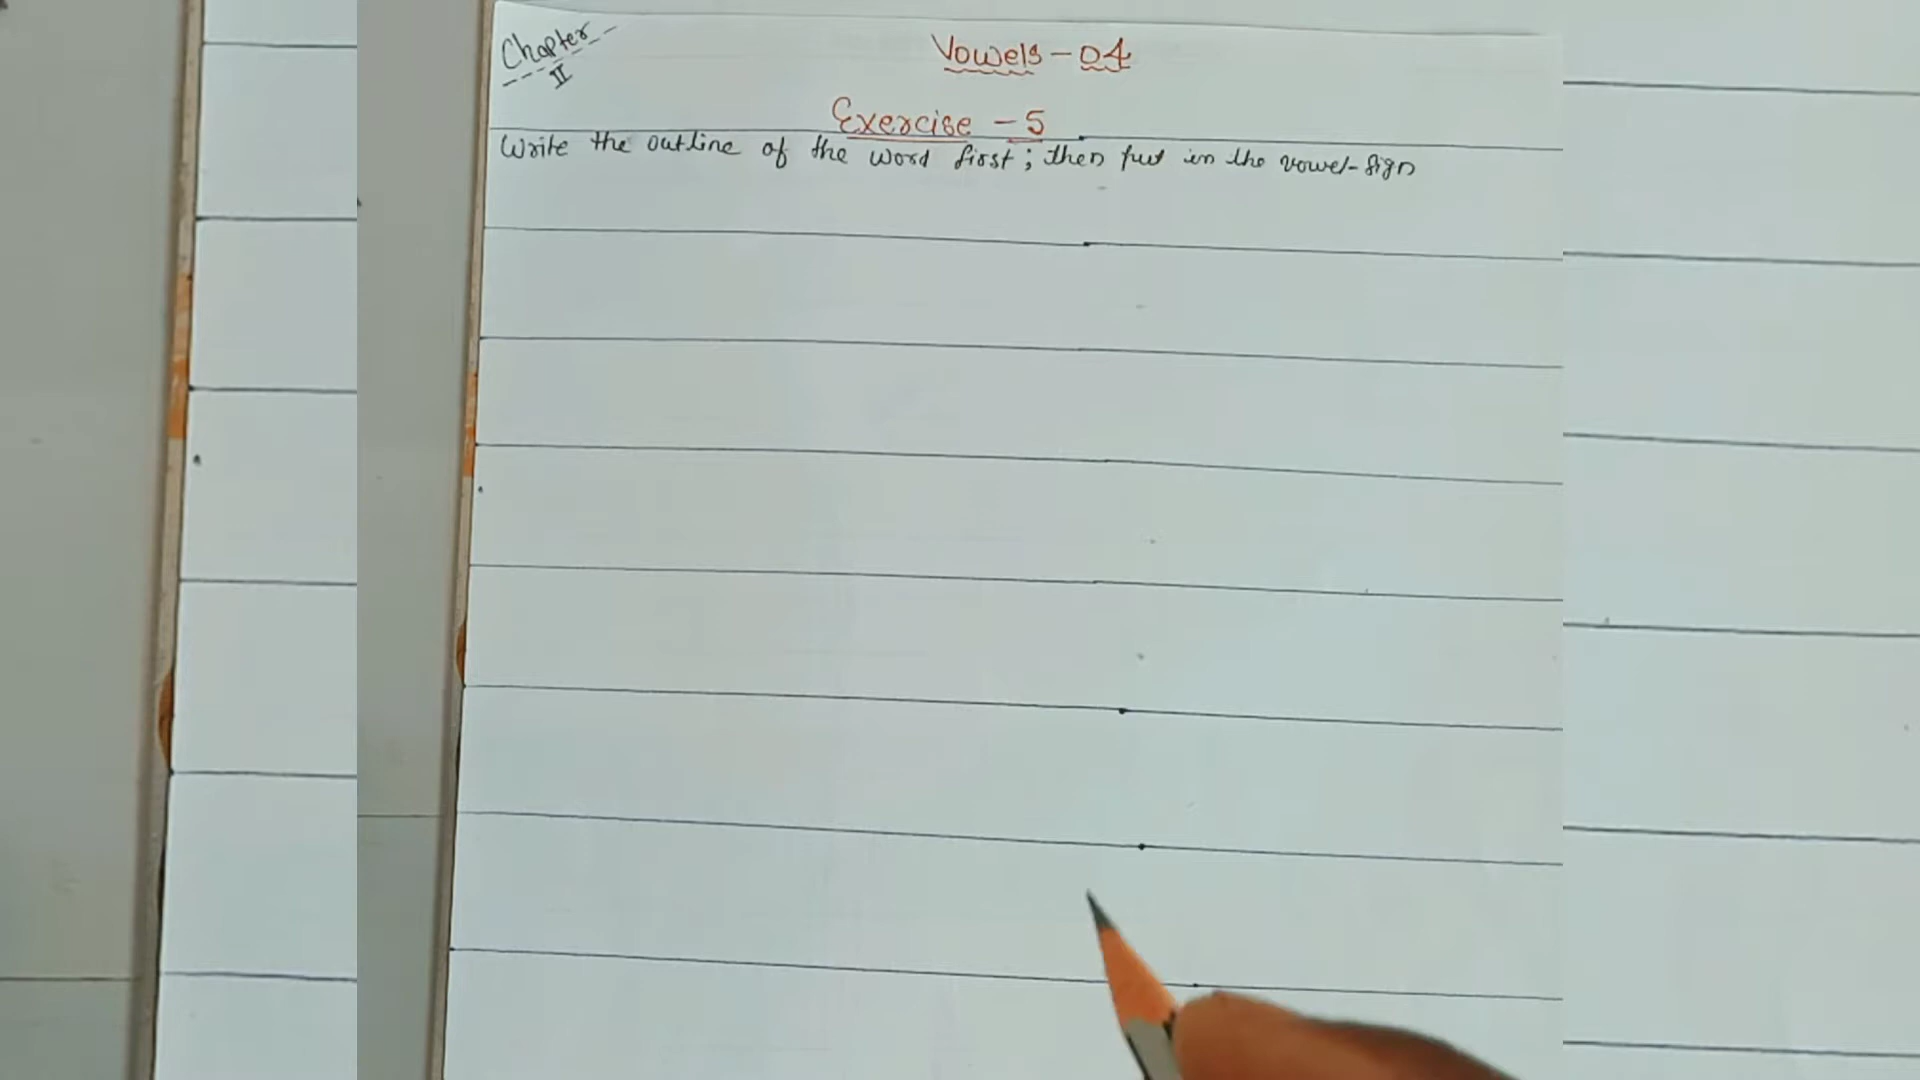 Chapter
II
Vowels - 04
Exercise - 5
Write the outline of the word first; then put in the vowel-sign